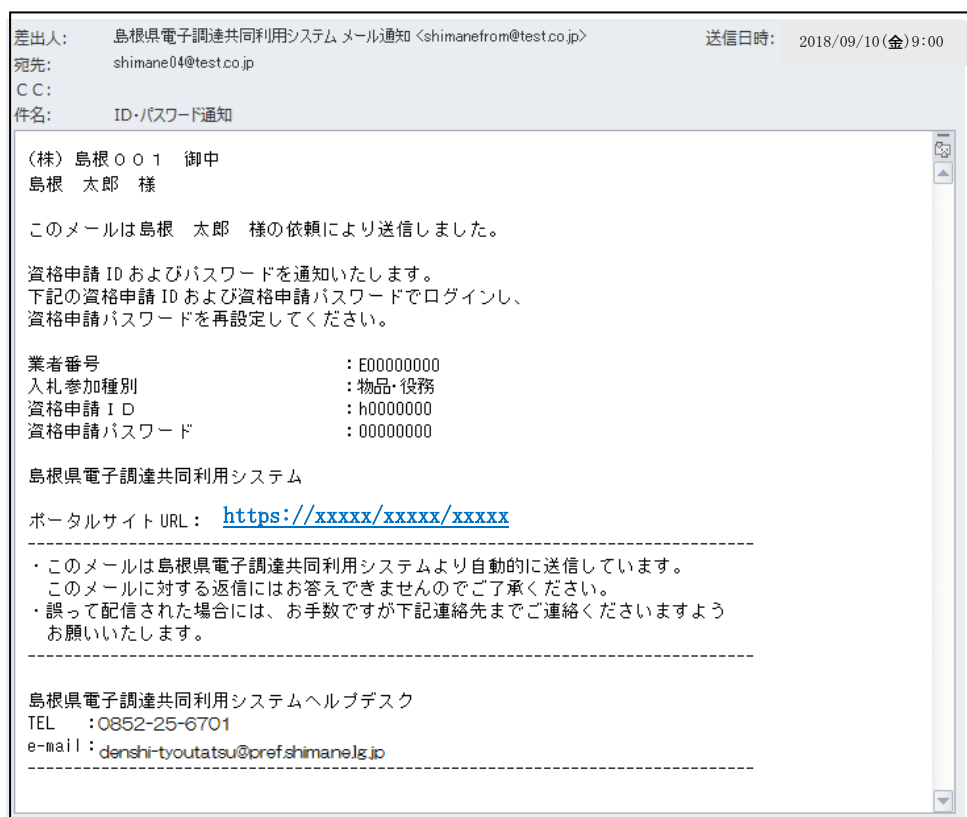 差出人: 島根県電子調達共同利用システム メール通知 <shimanefrom@test.co.jp> 送信日時: 2018/09/10(金)9:00
宛先: shimane04@test.co.jp
CC:
件名: ID・パスワード通知
(株)島根００１ 御中
島根 太郎 様
このメールは島根 太郎 様の依頼により送信しました。
資格申請IDおよびパスワードを通知いたします。
下記の資格申請IDおよび資格申請パスワードでログインし、
資格申請パスワードを再設定してください。
業者番号 :E00000000
入札参加種別 :物品・役務
資格申請ＩＤ :h0000000
資格申請パスワード :00000000
島根県電子調達共同利用システム
ポータルサイトURL: https://xxxxx/xxxxx/xxxxx
-------------------------------------------------------------------------------
・このメールは島根県電子調達共同利用システムより自動的に送信しています。
このメールに対する返信にはお答えできませんのでご了承ください。
・誤って配信された場合には、お手数ですが下記連絡先までご連絡くださいますよう
お願いいたします。
-------------------------------------------------------------------------------
島根県電子調達共同利用システムヘルプデスク
TEL :0852-25-6701
e-mail:denshi-tyoutatsu@pref.shimane.lg.jp
-------------------------------------------------------------------------------